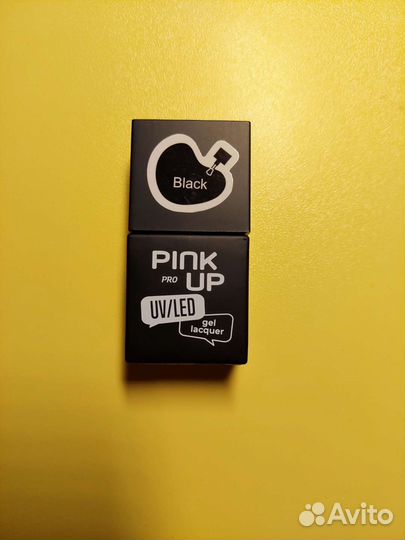 Black
PINK
PRO UP
UV/LED
gel
lacquer
Avito